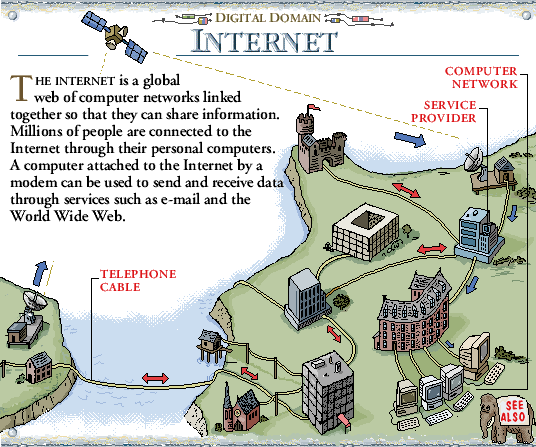 DIGITAL DOMAIN
INTERNET
THE INTERNET is a global
web of computer networks linked
together so that they can share information.
Millions of people are connected to the
Internet through their personal computers.
A computer attached to the Internet by a
modem can be used to send and receive data
through services such as e-mail and the
World Wide Web.
COMPUTER
NETWORK
SERVICE
PROVIDER
TELEPHONE
CABLE
SEE
ALSO